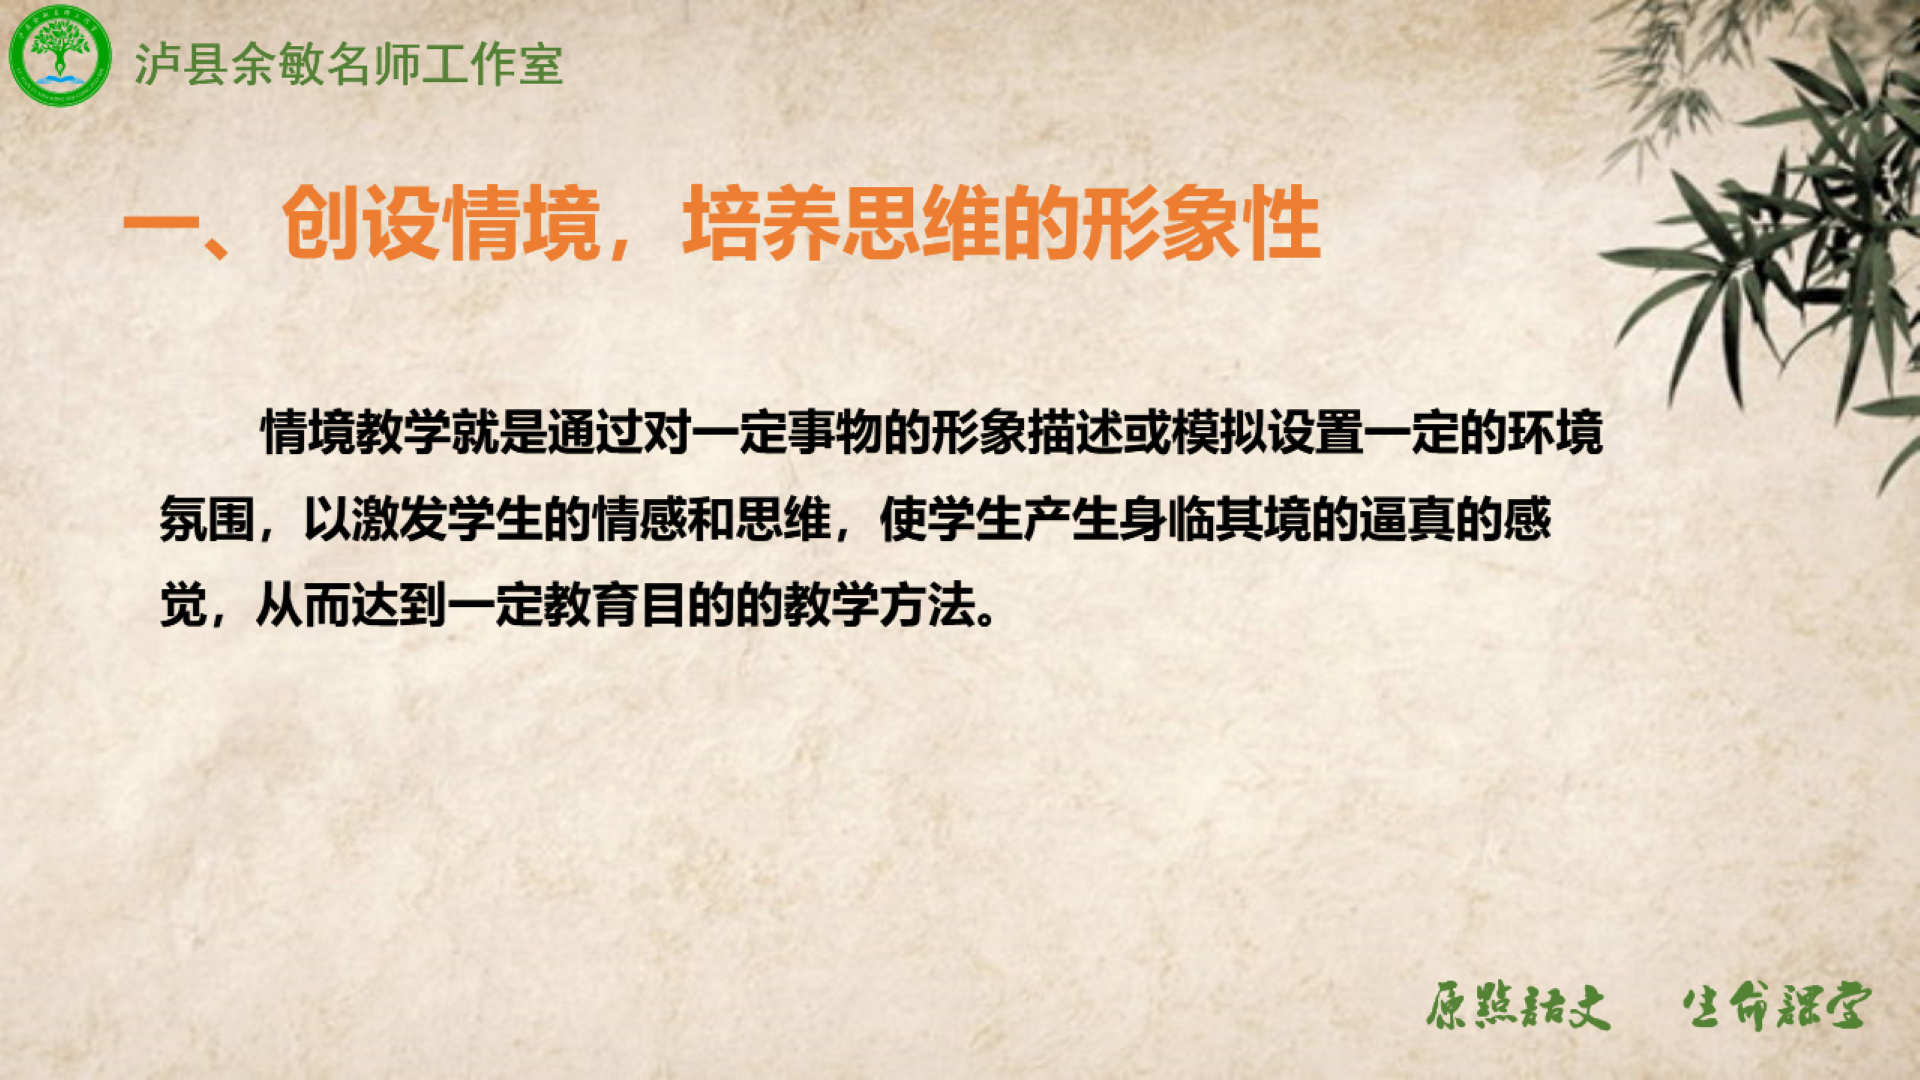 泸县余敏名师工作室
一、创设情境，培养思维的形象性
情境教学就是通过对一定事物的形象描述或模拟设置一定的环境
氛围，以激发学生的情感和思维，使学生产生身临其境的逼真的感
觉，从而达到一定教育目的的教学方法。
原點語文 生命課堂